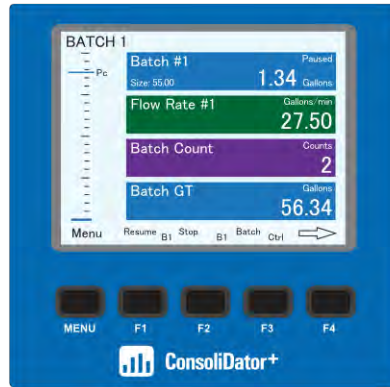 BATCH 1
Pc
Batch #1 Paused
Size: 55.00 1.34 Gallons
Flow Rate #1 Gallons/min
27.50
Batch Count Counts
2
Batch GT Gallons
56.34
Menu Resume B1 Stop B1 Batch Ctrl
MENU F1 F2 F3 F4
ConsoliDator+